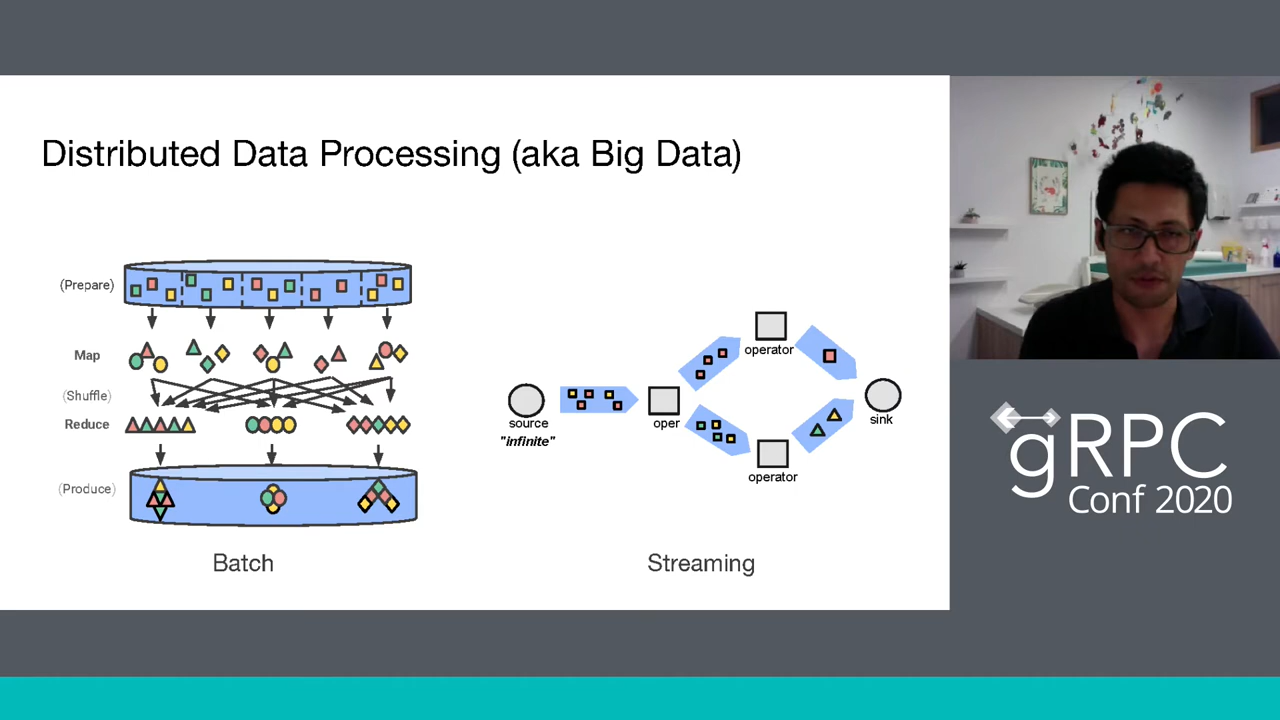 Distributed Data Processing (aka Big Data)
(Prepare)
Map
(Shuffle)
Reduce
(Produce)
Batch
source
"infinite"
oper
operator
operator
sink
Streaming
gRPC
Conf 2020